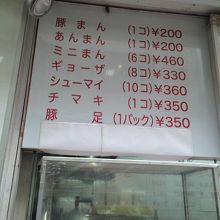 豚まん (1コ)¥200
あんまん (1コ)¥200
ミニまん (6コ)¥460
ギョーザ (8コ)¥330
シューマイ (10コ)¥360
チマキ (1コ)¥350
豚足 (1パック)¥350